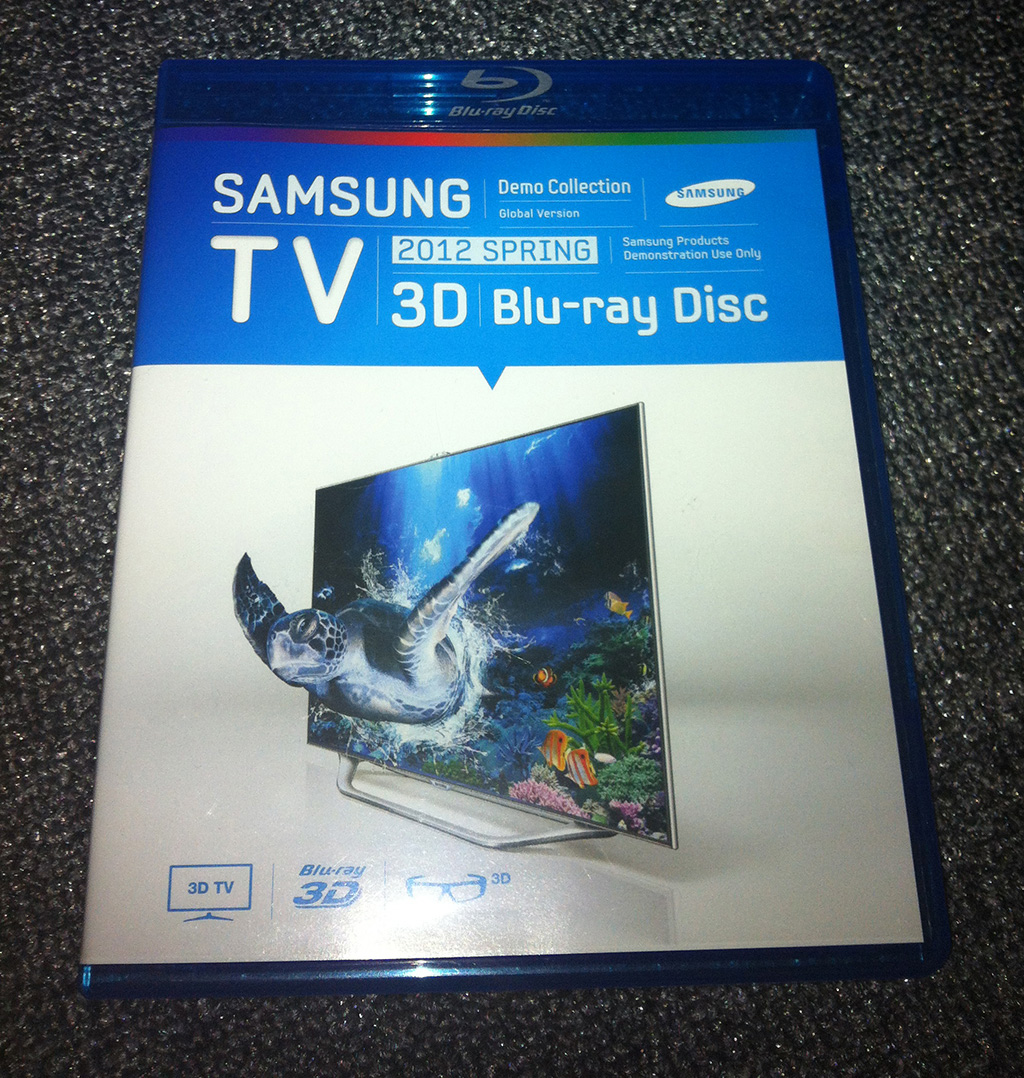 Blu-ray Disc
SAMSUNG
Demo Collection
Global Version
SAMSUNG
TV
2012 SPRING
Samsung Products
Demonstration Use Only
3D
Blu-ray Disc
3D TV
Blu-ray
3D
3D